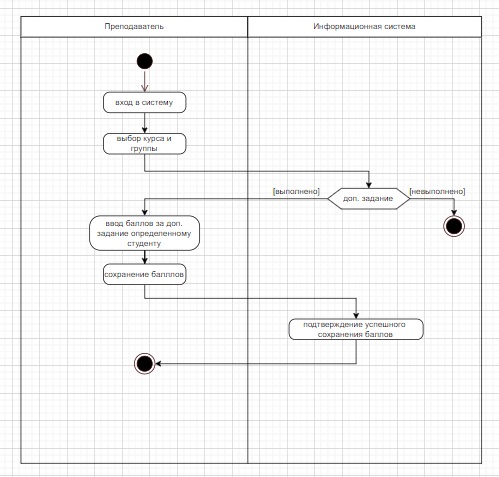 Преподаватель
Информационная система
вход в систему
выбор курса и
группы
[выполнено]
доп. задание
[невыполнено]
ввод баллов за доп.
задание определенному
студенту
сохранение балллов
подтверждение успешного
сохранения баллов